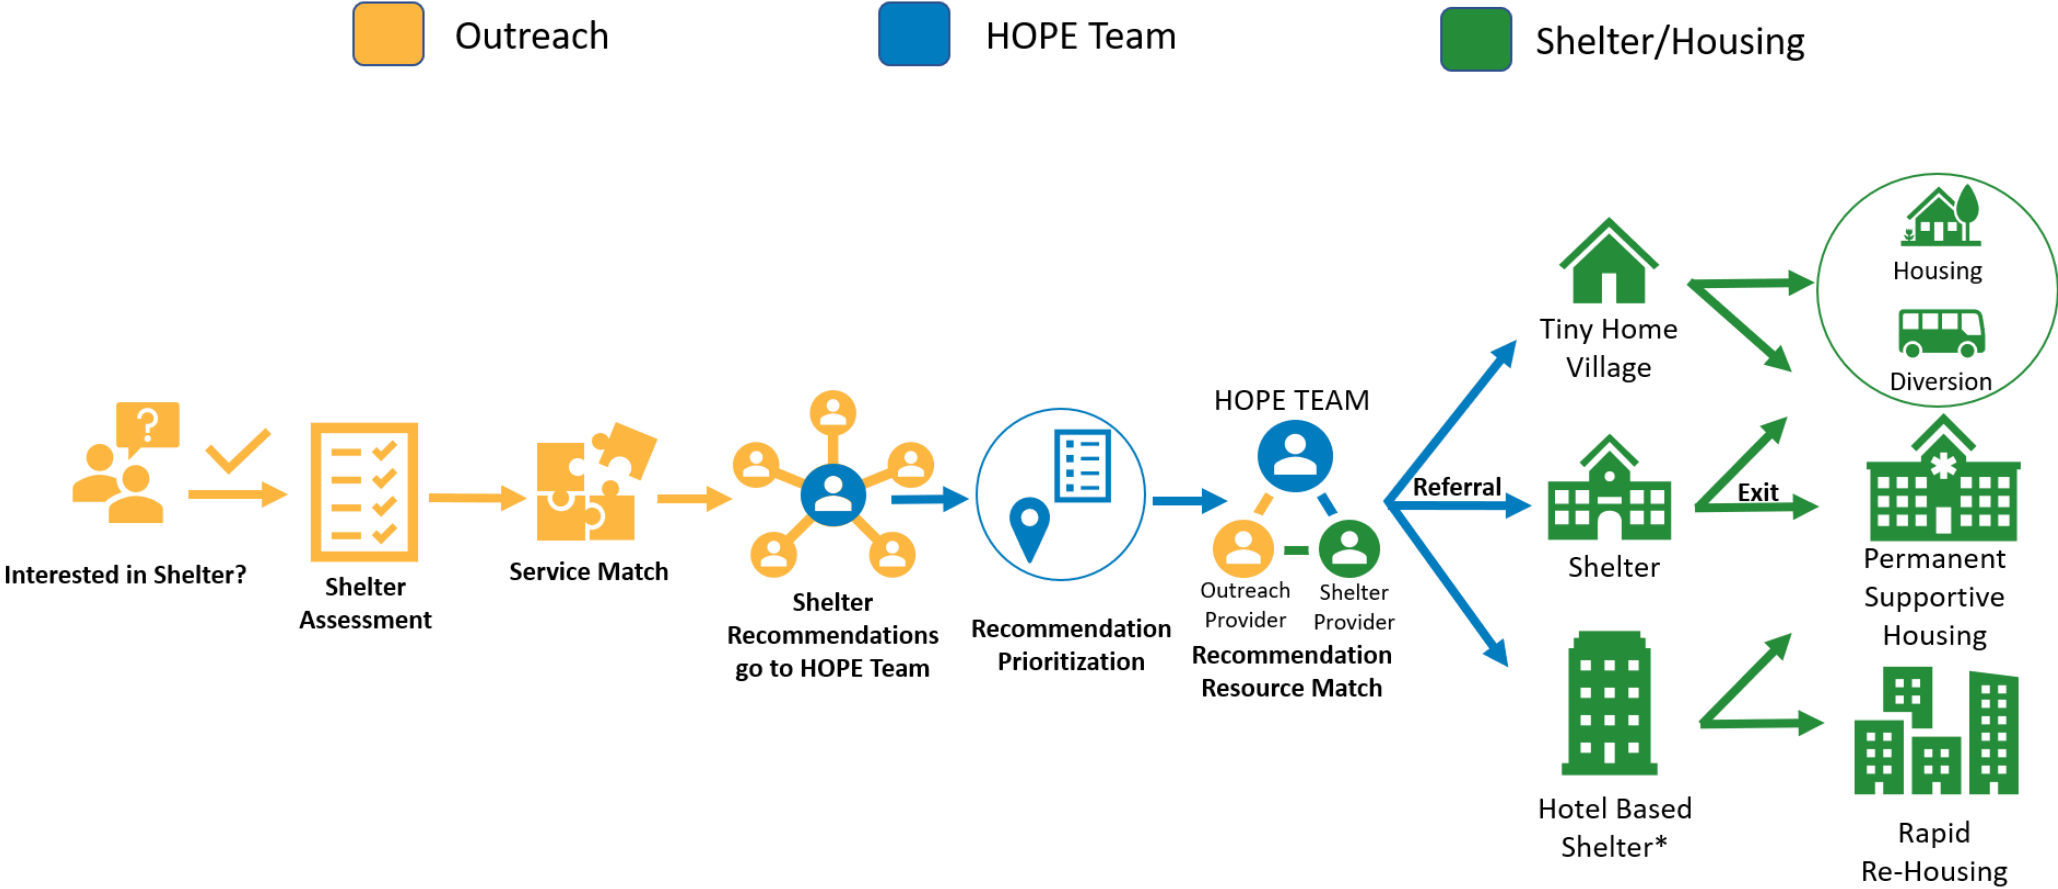 Outreach
HOPE Team
Shelter/Housing
?
Interested in Shelter?
Shelter
Assessment
Service Match
Shelter
Recommendations
go to HOPE Team
Recommendation
Prioritization
HOPE TEAM
Outreach
Provider
Shelter
Provider
Recommendation
Resource Match
Referral
Tiny Home
Village
Shelter
Hotel Based
Shelter*
Exit
Housing
Diversion
Permanent
Supportive
Housing
Rapid
Re-Housing